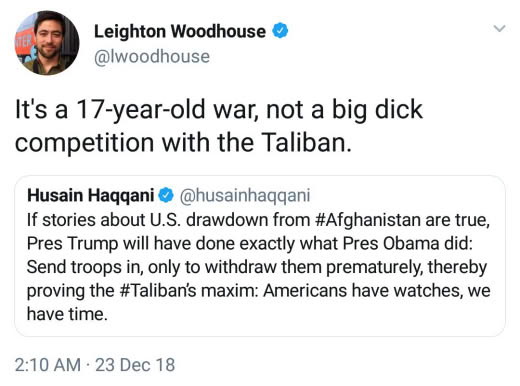 Leighton Woodhouse
@lwoodhouse
It's a 17-year-old war, not a big dick
competition with the Taliban.
Husain Haqqani @husainhaqqani
If stories about U.S. drawdown from #Afghanistan are true,
Pres Trump will have done exactly what Pres Obama did:
Send troops in, only to withdraw them prematurely, thereby
proving the #Taliban's maxim: Americans have watches, we
have time.
2:10 AM · 23 Dec 18